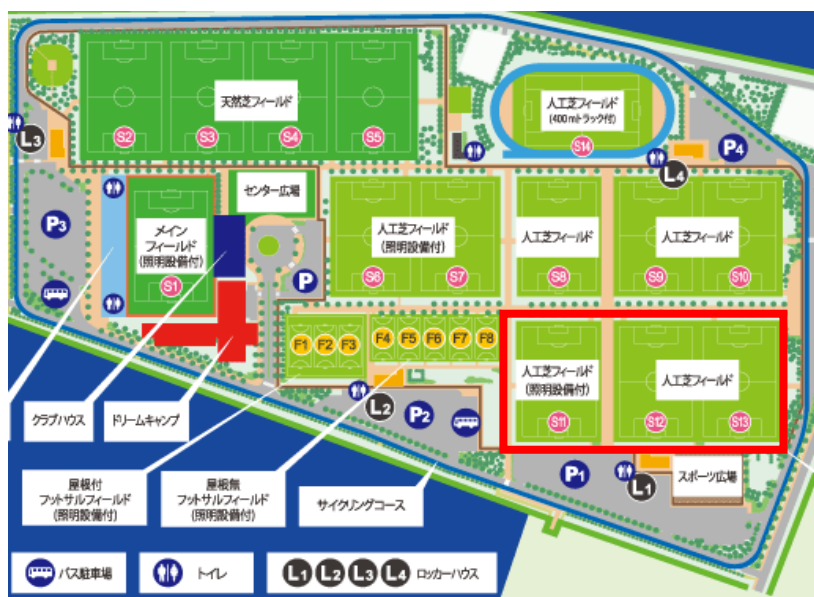 天然芝フィールド
S2
S3
S4
S5
人工芝フィールド
(400mトラック付)
S14
L3
L4
P4
センター広場
P3
メイン
フィールド
(照明設備付)
S1
人工芝フィールド
(照明設備付)
S6
S7
人工芝フィールド
S8
人工芝フィールド
S9
S10
P
F1
F2
F3
F4
F5
F6
F7
F8
人工芝フィールド
(照明設備付)
S11
人工芝フィールド
S12
S13
クラブハウス
ドリームキャンプ
L2
P2
P1
L1
スポーツ広場
屋根付
フットサルフィールド
(照明設備付)
屋根無
フットサルフィールド
(照明設備付)
サイクリングコース
バス駐車場
トイレ
L1 L2 L3 L4 ロッカーハウス